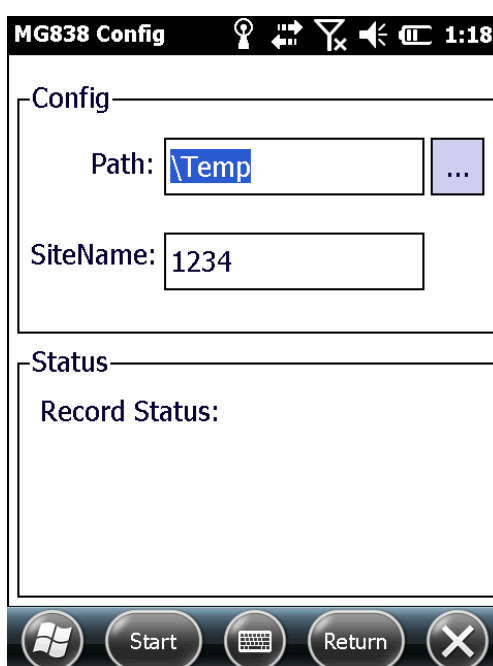 MG838 Config 1:18
Config
Path: \Temp ...
SiteName: 1234
Status
Record Status:
Start Return